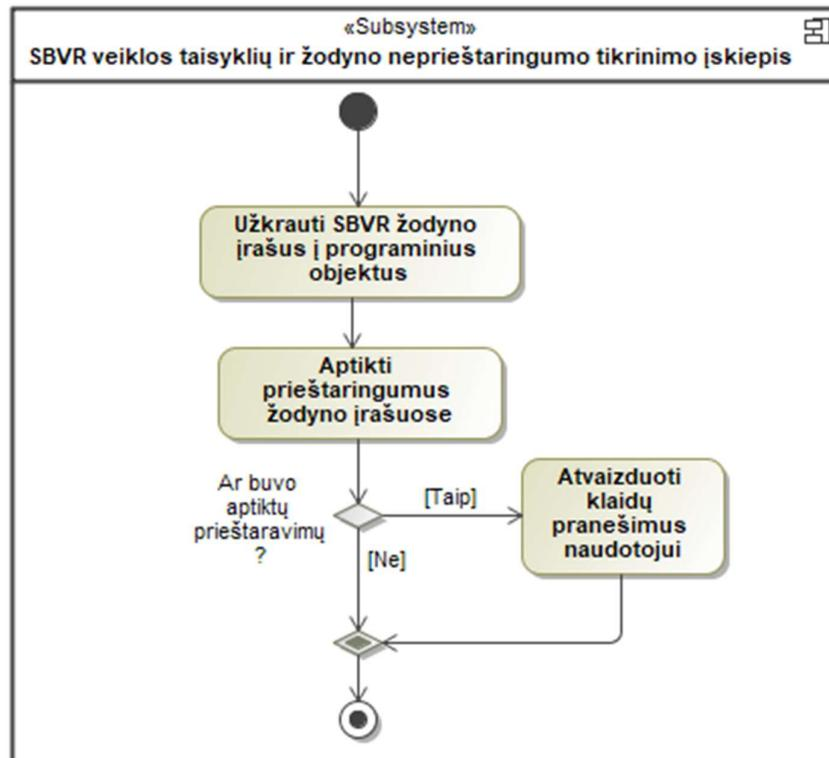 «Subsystem»
SBVR veiklos taisyklių ir žodyno neprieštaringumo tikrinimo įskiepis
Užkrauti SBVR žodyno
įrašus į programinius
objektus
Aptikti
prieštaringumus
žodyno įrašuose
Ar buvo
aptiktų
prieštaravimų
?
[Taip]
Atvaizduoti
klaidų
pranešimus
naudotojui
[Ne]